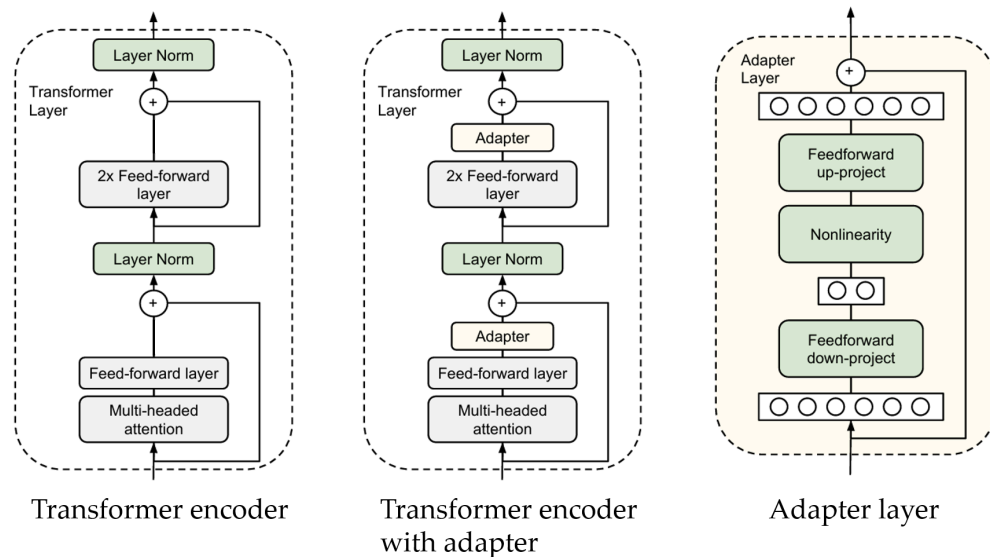 Layer Norm
Transformer
Layer
+
2x Feed-forward
layer
Layer Norm
+
Feed-forward layer
Multi-headed
attention
Transformer encoder
Layer Norm
Transformer
Layer
+
Adapter
2x Feed-forward
layer
Layer Norm
+
Adapter
Feed-forward layer
Multi-headed
attention
Transformer encoder
with adapter
Adapter
Layer
+
Feedforward
up-project
Nonlinearity
Feedforward
down-project
Adapter layer